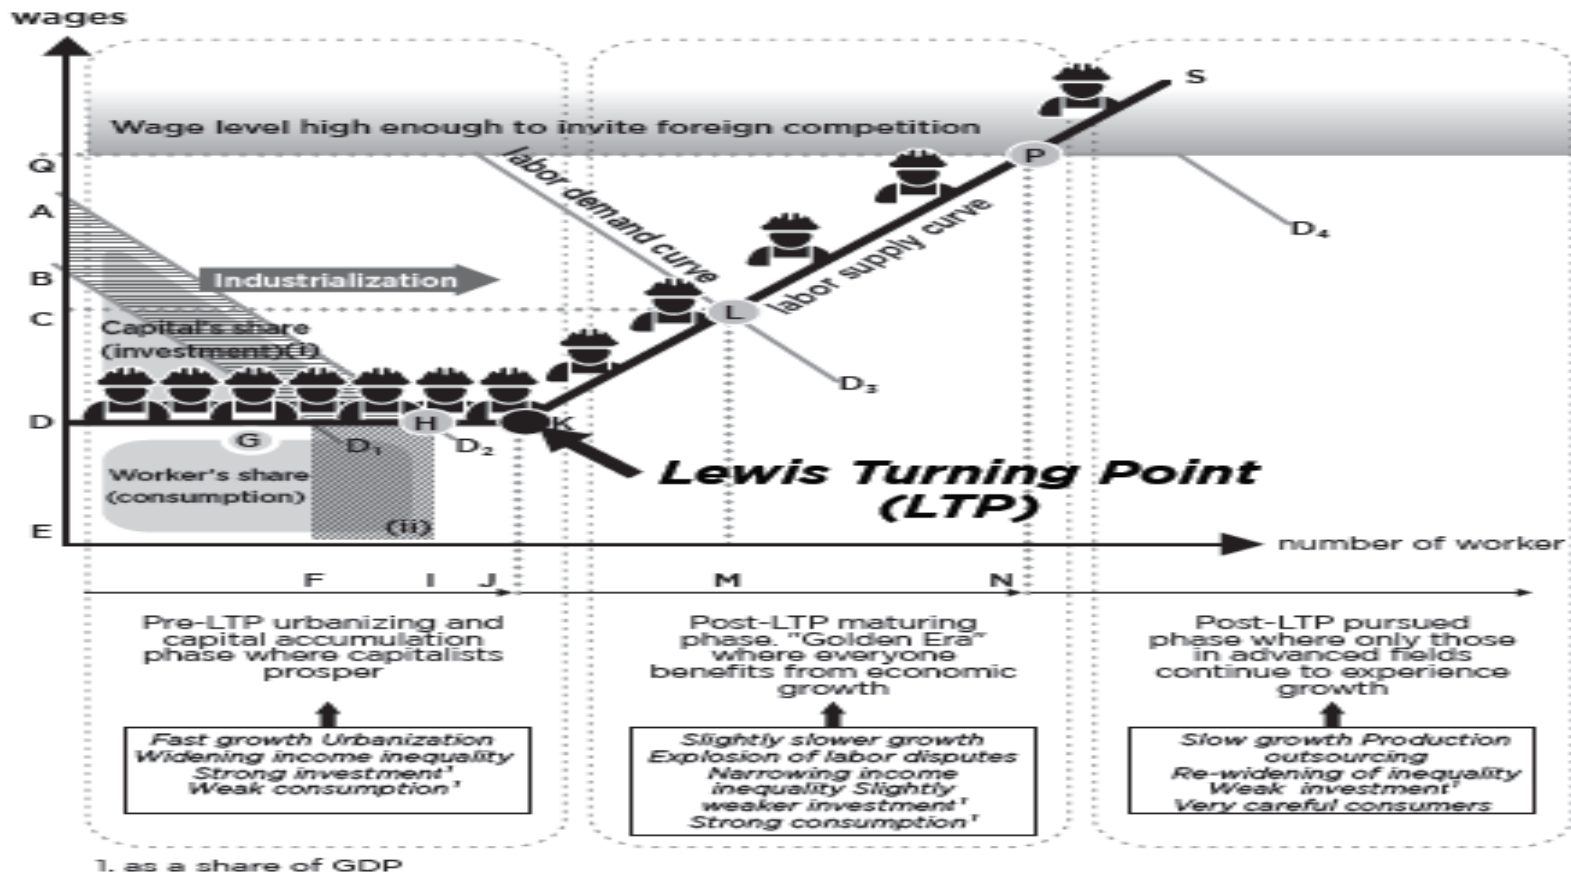 wages
S
Wage level high enough to invite foreign competition
Q
P
labor demand curve
A
labor supply curve
D₄
B
Industrialization
C
L
Capital's share
(investment)(i)
D₃
D
H
K
G
D₁
D₂
Worker's share
(consumption)
Lewis Turning Point
(LTP)
(ii)
E
number of worker
F
I
J
M
N
Pre-LTP urbanizing and
capital accumulation
phase where capitalists
prosper
Post-LTP maturing
phase. "Golden Era"
where everyone
benefits from economic
growth
Post-LTP pursued
phase where only those
in advanced fields
continue to experience
growth
Fast growth Urbanization
Widening income inequality
Strong investment¹
Weak consumption¹
Slightly slower growth
Explosion of labor disputes
Narrowing income
inequality Slightly
weaker investment¹
Strong consumption¹
Slow growth Production
outsourcing
Re-widening of inequality
Weak investment¹
Very careful consumers
1. as a share of GDP